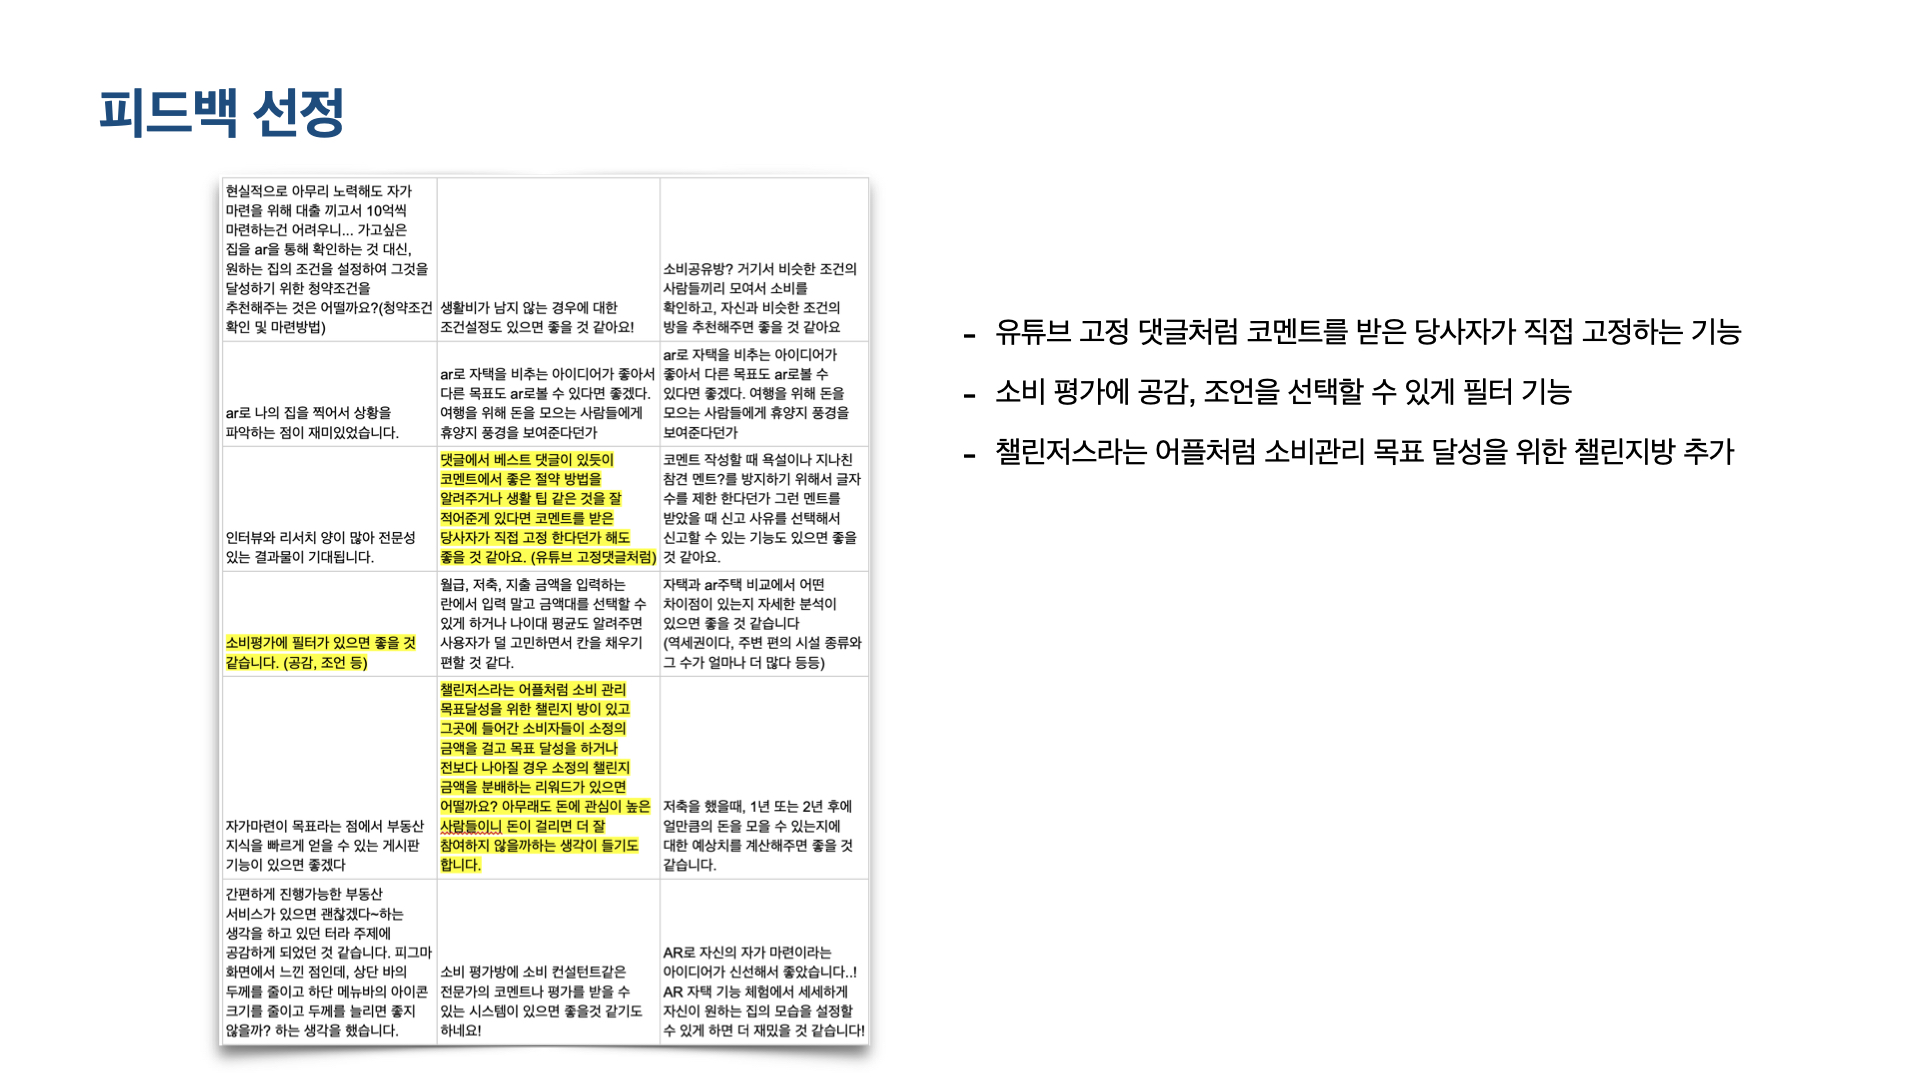 피드백 선정
현실적으로 아무리 노력해도 자가
마련을 위해 대출 끼고서 10억씩
마련하는건 어려우니... 가고싶은
집을 ar을 통해 확인하는 것 대신,
원하는 집의 조건을 설정하여 그것을
달성하기 위한 청약조건을
추천해주는 것은 어떨까요?(청약조건
확인 및 마련방법)
생활비가 남지 않는 경우에 대한
조건설정도 있으면 좋을 것 같아요!
소비공유방? 거기서 비슷한 조건의
사람들끼리 모여서 소비를
확인하고, 자신과 비슷한 조건의
방을 추천해주면 좋을 것 같아요
ar로 나의 집을 찍어서 상황을
파악하는 점이 재미있었습니다.
ar로 자택을 비추는 아이디어가 좋아서
다른 목표도 ar로볼 수 있다면 좋겠다.
여행을 위해 돈을 모으는 사람들에게
휴양지 풍경을 보여준다던가
ar로 자택을 비추는 아이디어가
좋아서 다른 목표도 ar로볼 수
있다면 좋겠다. 여행을 위해 돈을
모으는 사람들에게 휴양지 풍경을
보여준다던가
인터뷰와 리서치 양이 많아 전문성
있는 결과물이 기대됩니다.
댓글에서 베스트 댓글이 있듯이
코멘트에서 좋은 절약 방법을
알려주거나 생활 팁 같은 것을 잘
적어준게 있다면 코멘트를 받은
당사자가 직접 고정 한다던가 해도
좋을 것 같아요. (유튜브 고정댓글처럼)
코멘트 작성할 때 욕설이나 지나친
참견 멘트?를 방지하기 위해서 글자
수를 제한 한다던가 그런 멘트를
받았을 때 신고 사유를 선택해서
신고할 수 있는 기능도 있으면 좋을
것 같아요.
소비평가에 필터가 있으면 좋을 것
같습니다. (공감, 조언 등)
월급, 저축, 지출 금액을 입력하는
란에서 입력 말고 금액대를 선택할 수
있게 하거나 나이대 평균도 알려주면
사용자가 덜 고민하면서 칸을 채우기
편할 것 같다.
자택과 ar주택 비교에서 어떤
차이점이 있는지 자세한 분석이
있으면 좋을 것 같습니다
(역세권이다, 주변 편의 시설 종류와
그 수가 얼마나 더 많다 등등)
자가마련이 목표라는 점에서 부동산
지식을 빠르게 얻을 수 있는 게시판
기능이 있으면 좋겠다
챌린저스라는 어플처럼 소비 관리
목표달성을 위한 챌린지 방이 있고
그곳에 들어간 소비자들이 소정의
금액을 걸고 목표 달성을 하거나
전보다 나아질 경우 소정의 챌린지
금액을 분배하는 리워드가 있으면
어떨까요? 아무래도 돈에 관심이 높은
사람들이니 돈이 걸리면 더 잘
참여하지 않을까하는 생각이 들기도
합니다.
저축을 했을때, 1년 또는 2년 후에
얼만큼의 돈을 모을 수 있는지에
대한 예상치를 계산해주면 좋을 것
같습니다.
간편하게 진행가능한 부동산
서비스가 있으면 괜찮겠다~하는
생각을 하고 있던 터라 주제에
공감하게 되었던 것 같습니다. 피그마
화면에서 느낀 점인데, 상단 바의
두께를 줄이고 하단 메뉴바의 아이콘
크기를 줄이고 두께를 늘리면 좋지
않을까? 하는 생각을 했습니다.
소비 평가방에 소비 컨설턴트같은
전문가의 코멘트나 평가를 받을 수
있는 시스템이 있으면 좋을것 같기도
하네요!
AR로 자신의 자가 마련이라는
아이디어가 신선해서 좋았습니다..!
AR 자택 기능 체험에서 세세하게
자신이 원하는 집의 모습을 설정할
수 있게 하면 더 재밌을 것 같습니다!
- 유튜브 고정 댓글처럼 코멘트를 받은 당사자가 직접 고정하는 기능
- 소비 평가에 공감, 조언을 선택할 수 있게 필터 기능
- 챌린저스라는 어플처럼 소비관리 목표 달성을 위한 챌린지방 추가